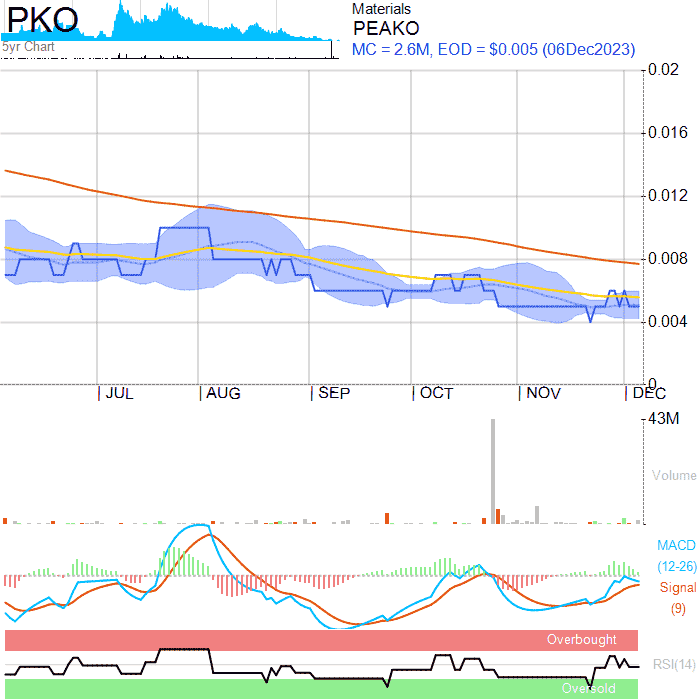 PKO
5yr Chart
Materials
PEAKO
MC = 2.6M, EOD = $0.005 (06Dec2023)
0.02
0.016
0.012
0.008
0.004
0
JUL
AUG
SEP
OCT
NOV
DEC
43M
Volume
MACD
(12-26)
Signal
(9)
Overbought
RSI(14)
Oversold